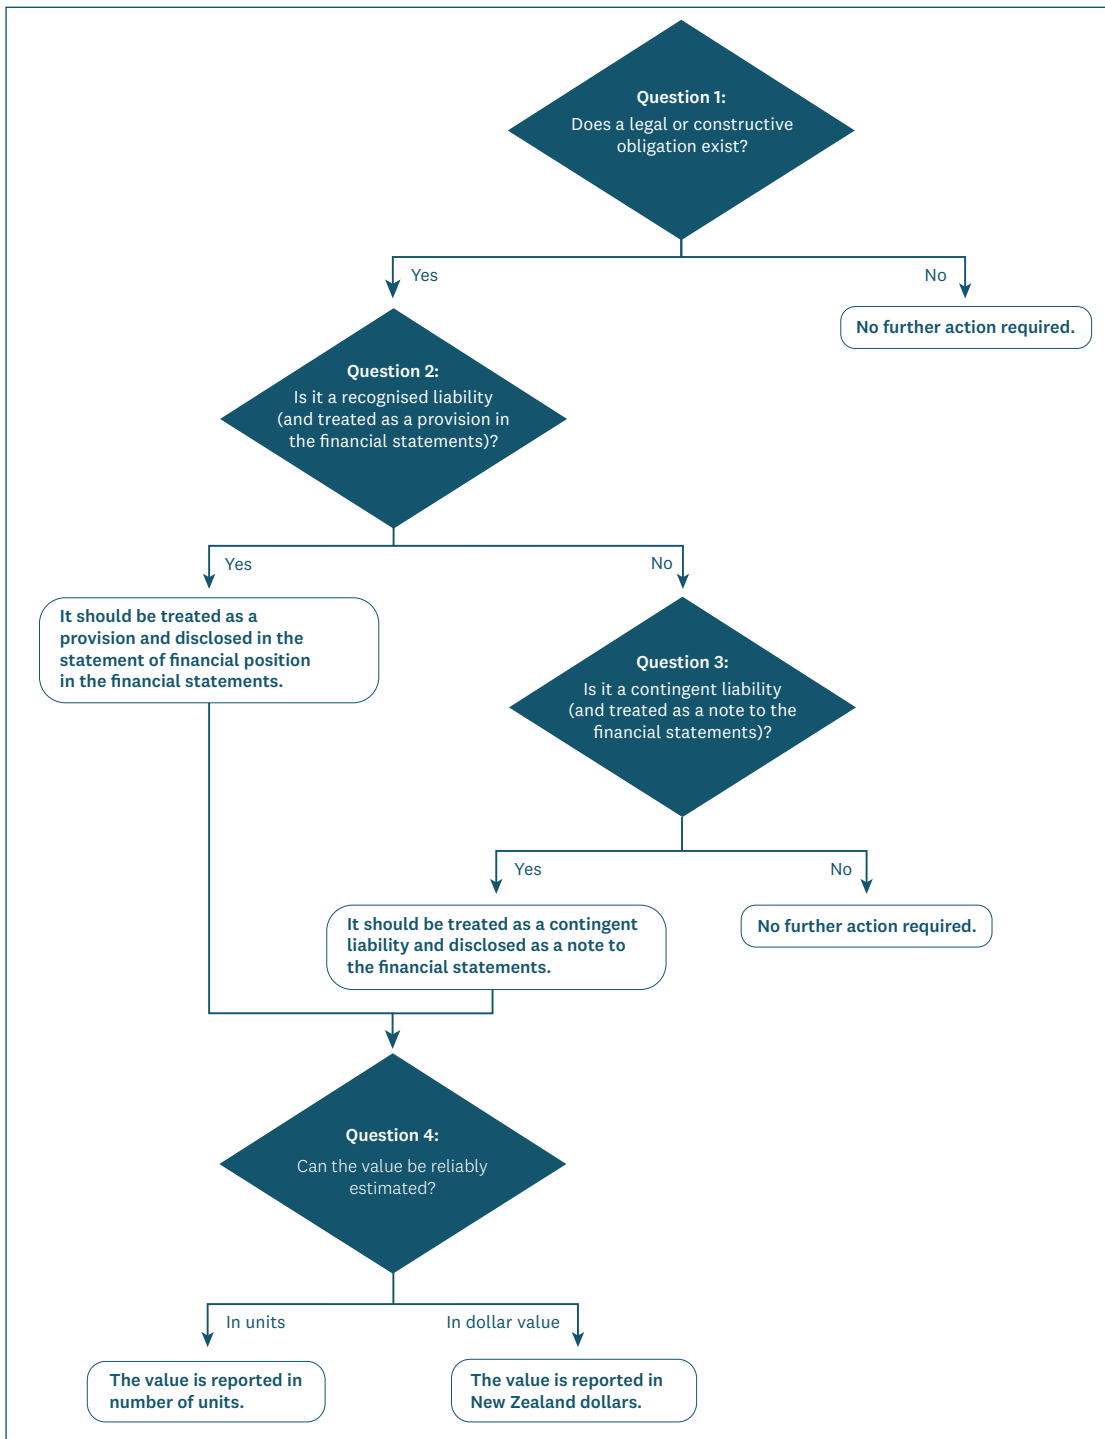 Question 1:
Does a legal or constructive
obligation exist?
Yes
No
No further action required.
Question 2:
Is it a recognised liability
(and treated as a provision in
the financial statements)?
Yes
No
It should be treated as a
provision and disclosed in the
statement of financial position
in the financial statements.
Question 3:
Is it a contingent liability
(and treated as a note to the
financial statements)?
Yes
No
It should be treated as a contingent
liability and disclosed as a note to
the financial statements.
No further action required.
Question 4:
Can the value be reliably
estimated?
In units
In dollar value
The value is reported in
number of units.
The value is reported in
New Zealand dollars.